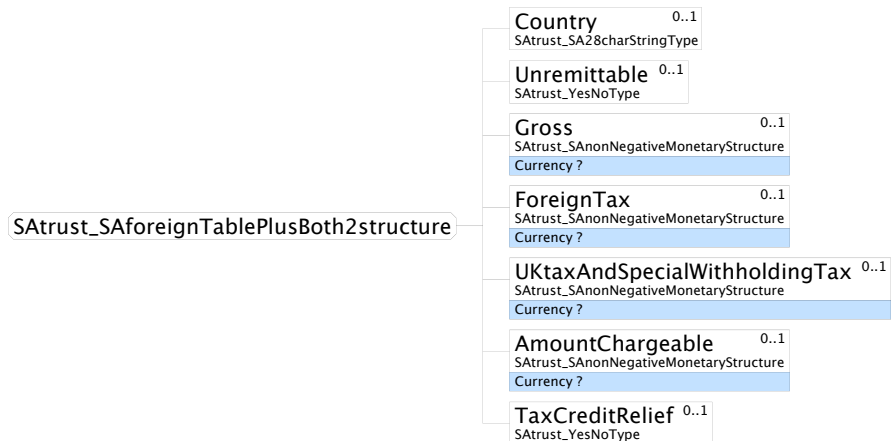 Country 0..1
SAtrust_SA28charStringType
Unremittable 0..1
SAtrust_YesNoType
Gross 0..1
SAtrust_SAnonNegativeMonetaryStructure
Currency ?
ForeignTax 0..1
SAtrust_SAnonNegativeMonetaryStructure
Currency ?
SAtrust_SAforeignTablePlusBoth2structure
UKtaxAndSpecialWithholdingTax 0..1
SAtrust_SAnonNegativeMonetaryStructure
Currency ?
AmountChargeable 0..1
SAtrust_SAnonNegativeMonetaryStructure
Currency ?
TaxCreditRelief 0..1
SAtrust_YesNoType